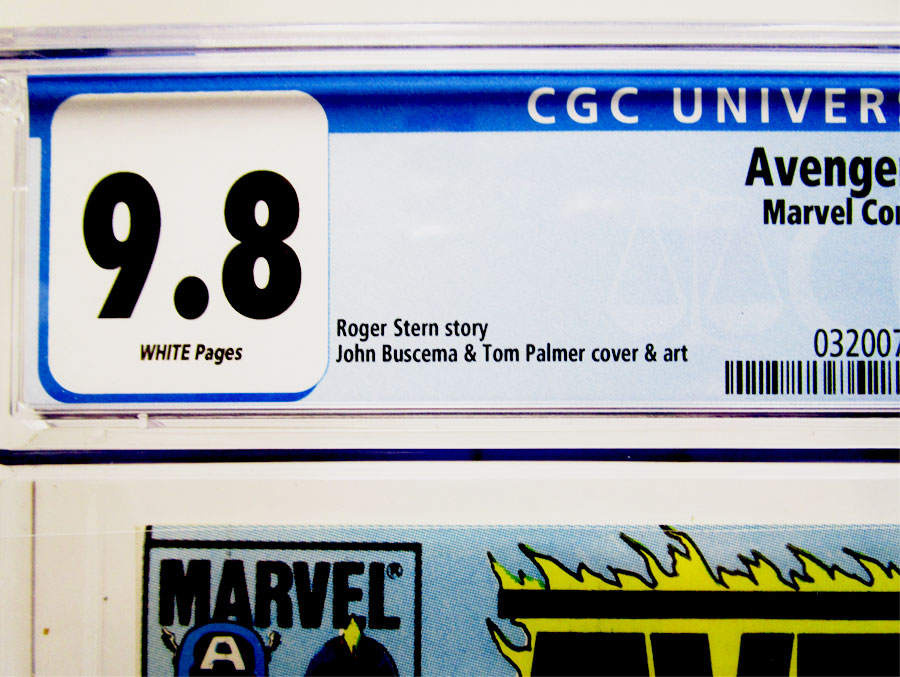 CGC UNIVERS
9.8
WHITE Pages
Avenger
Marvel Con
Roger Stern story
John Buscema & Tom Palmer cover & art
032007
MARVEL®
A